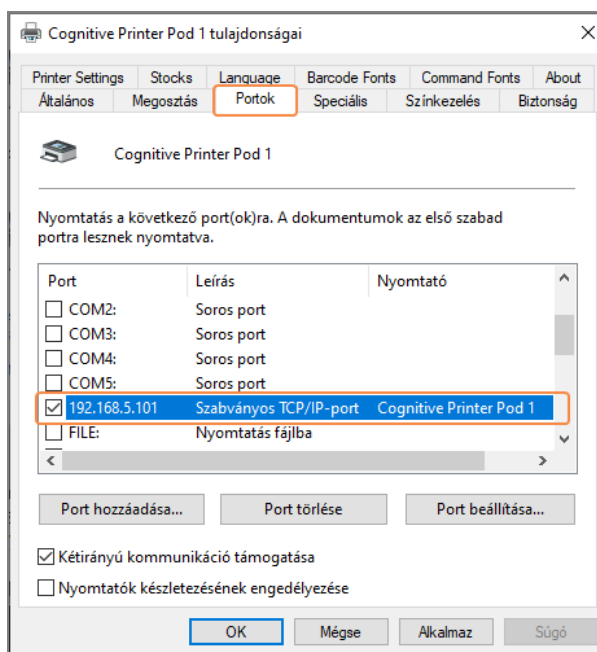 Cognitive Printer Pod 1 tulajdonságai
Printer Settings Stocks Language Barcode Fonts Command Fonts About
Általános Megosztás Portok Speciális Színkezelés Biztonság
Cognitive Printer Pod 1
Nyomtatás a következő port(ok)ra. A dokumentumok az első szabad
portra lesznek nyomtatva.
Port Leírás Nyomtató
COM2: Soros port
COM3: Soros port
COM4: Soros port
COM5: Soros port
192.168.5.101 Szabványos TCP/IP-port Cognitive Printer Pod 1
FILE: Nyomtatás fájlba
Port hozzáadása... Port törlése Port beállítása...
Kétirányú kommunikáció támogatása
Nyomtatók készletezésének engedélyezése
OK Mégse Alkalmaz Súgó